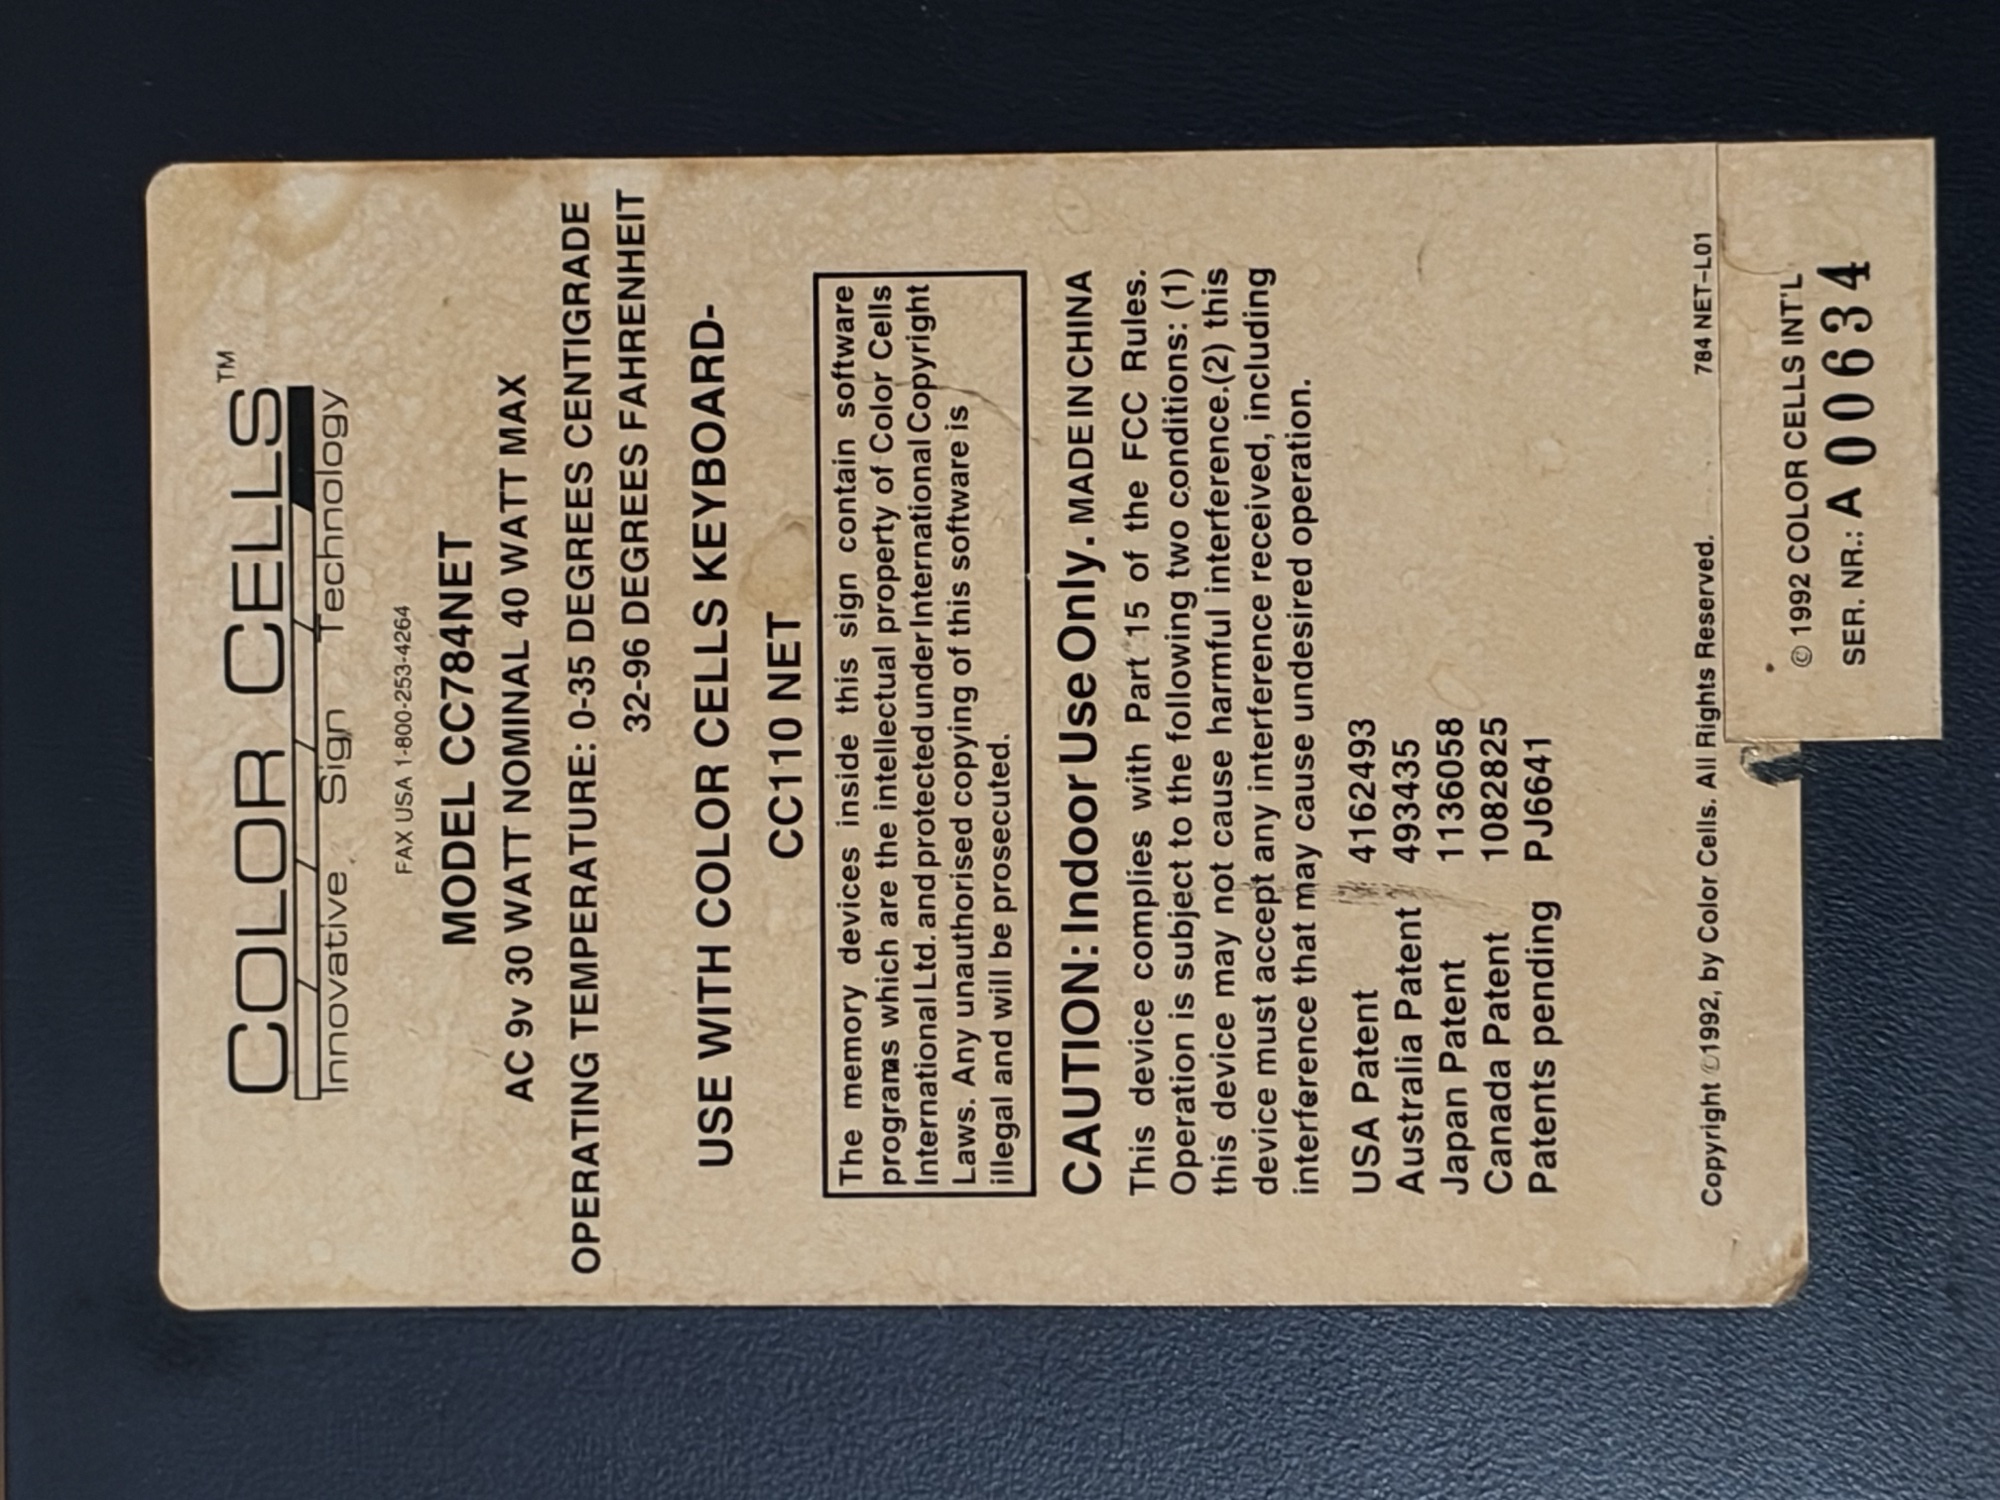 COLOR CELLS™
Innovative Sign Technology
FAX USA 1-800-253-4264
MODEL CC784NET
AC 9v 30 WATT NOMINAL 40 WATT MAX
OPERATING TEMPERATURE: 0-35 DEGREES CENTIGRADE
32-96 DEGREES FAHRENHEIT
USE WITH COLOR CELLS KEYBOARD-
CC110 NET
The memory devices inside this sign contain software
programs which are the intellectual property of Color Cells
International Ltd. and protected under International Copyright
Laws. Any unauthorised copying of this software is
illegal and will be prosecuted.
CAUTION: Indoor Use Only. MADE IN CHINA
This device complies with Part 15 of the FCC Rules.
Operation is subject to the following two conditions: (1)
this device may not cause harmful interference.(2) this
device must accept any interference received, including
interference that may cause undesired operation.
USA Patent 4162493
Australia Patent 493435
Japan Patent 1136058
Canada Patent 1082825
Patents pending PJ6641
Copyright ©1992, by Color Cells. All Rights Reserved. 784 NET-L01
© 1992 COLOR CELLS INT'L
SER. NR.: A 00634